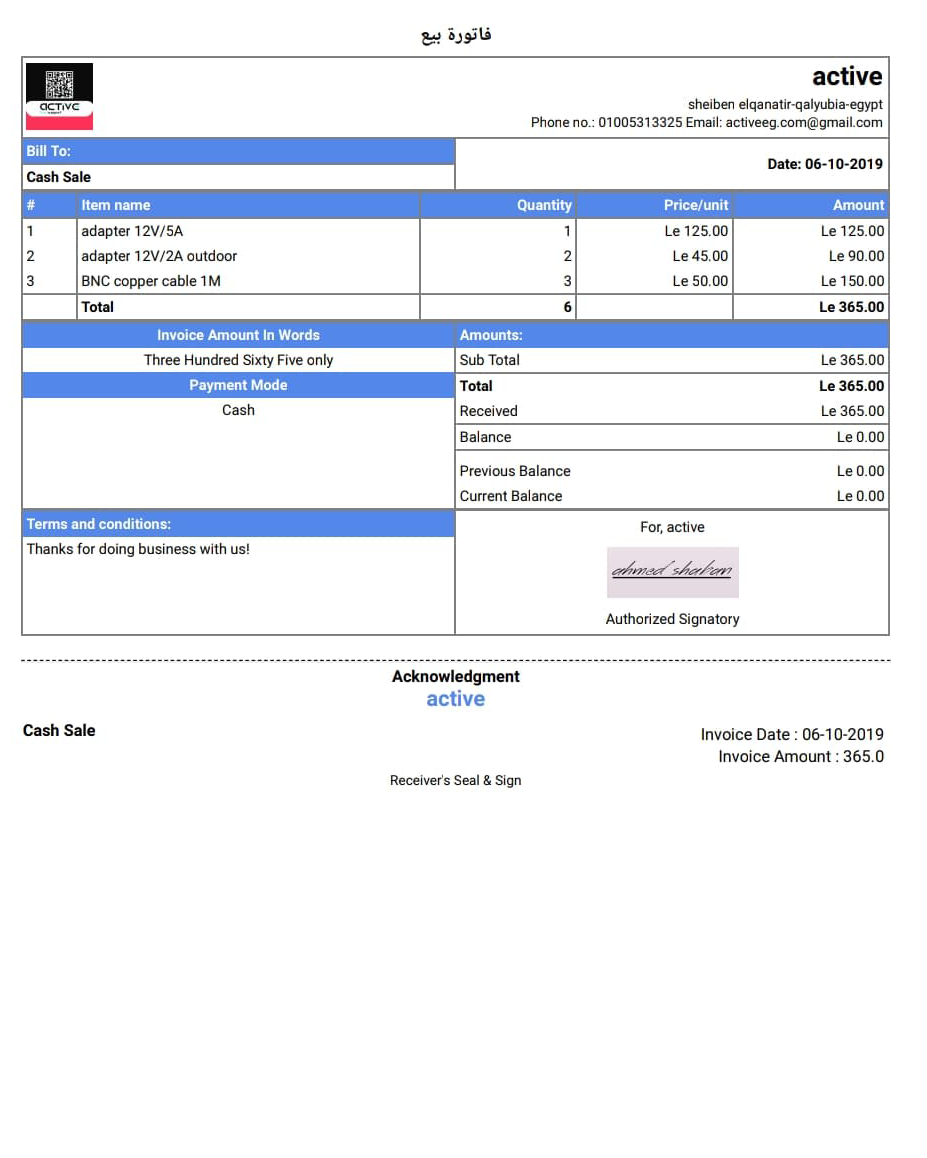 فاتورة بيع
ACTIVE
active
sheiben elqanatir-qalyubia-egypt
Phone no.: 01005313325 Email: activeeg.com@gmail.com
Bill To:
Cash Sale
Date: 06-10-2019
# Item name Quantity Price/unit Amount
1 adapter 12V/5A 1 Le 125.00 Le 125.00
2 adapter 12V/2A outdoor 2 Le 45.00 Le 90.00
3 BNC copper cable 1M 3 Le 50.00 Le 150.00
Total 6 Le 365.00
Invoice Amount In Words
Three Hundred Sixty Five only
Payment Mode
Cash
Amounts:
Sub Total Le 365.00
Total Le 365.00
Received Le 365.00
Balance Le 0.00
Previous Balance Le 0.00
Current Balance Le 0.00
Terms and conditions:
Thanks for doing business with us!
For, active
ahmed shaban
Authorized Signatory
Acknowledgment
active
Cash Sale
Invoice Date : 06-10-2019
Invoice Amount : 365.0
Receiver's Seal & Sign